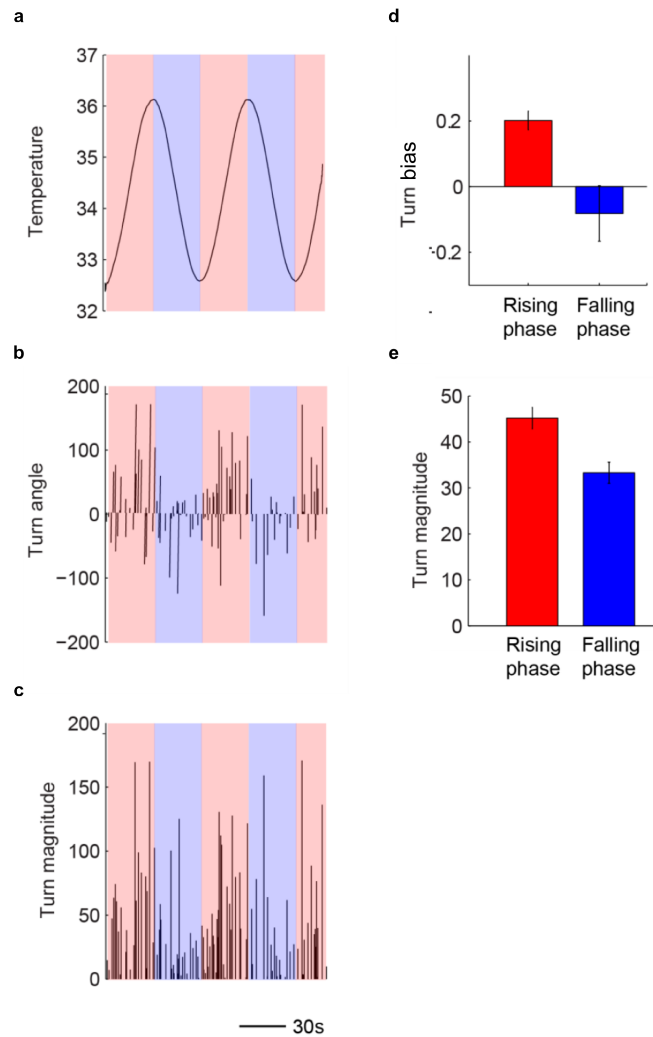 a
37
36
35
34
33
32
Temperature
b
200
100
0
−100
−200
Turn angle
c
200
150
100
50
0
Turn magnitude
30s
d
0.2
0
0.2
Turn bias
Rising Falling
phase phase
e
50
40
30
20
10
0
Turn magnitude
Rising Falling
phase phase